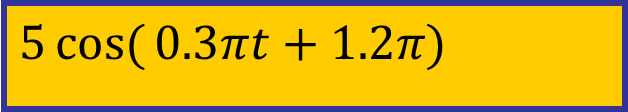 5 cos( 0.3𝜋𝑡 + 1.2𝜋)